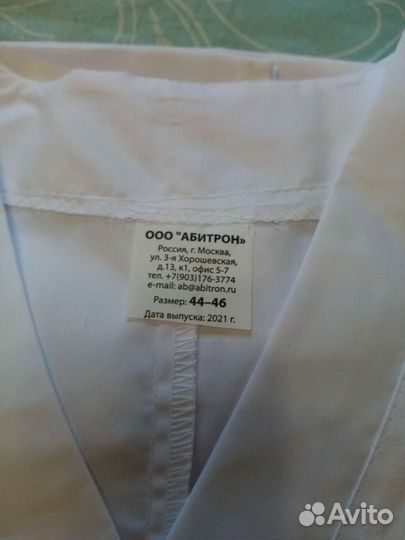 ООО "АБИТРОН»
Россия, г. Москва,
ул. 3-я Хорошевская,
д.13, к1, офис 5-7
тел. +7(903)176-3774
e-mail: ab@abitron.ru
Размер: 44–46
Дата выпуска: 2021 г.
Avito